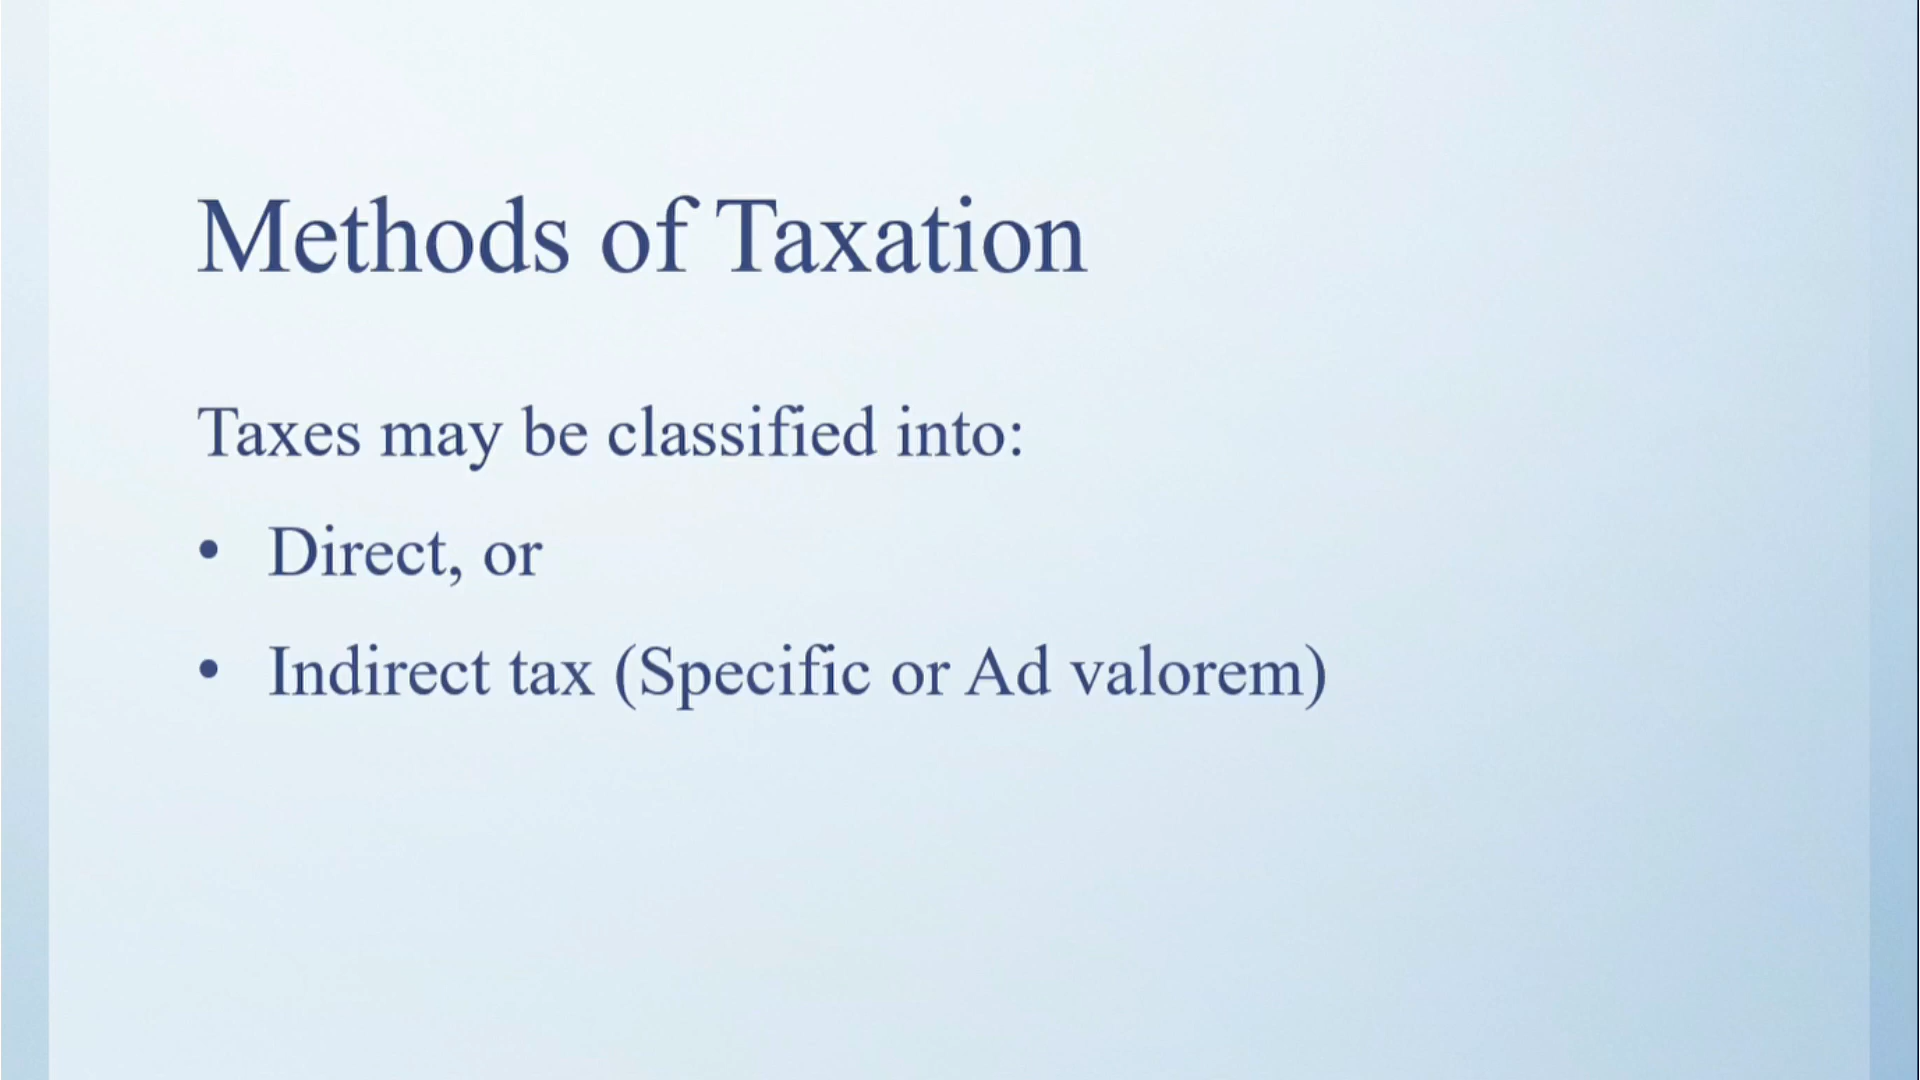 Methods of Taxation
Taxes may be classified into:
• Direct, or
• Indirect tax (Specific or Ad valorem)